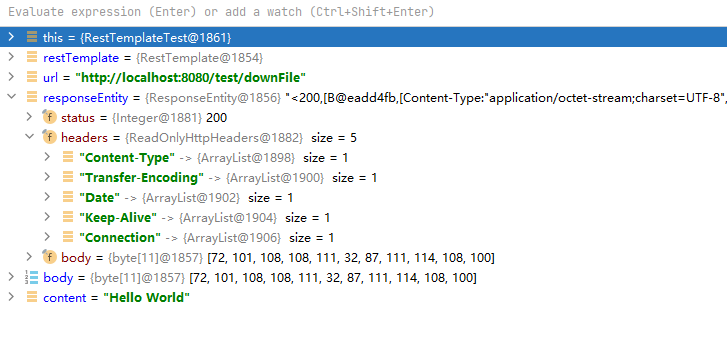 Evaluate expression (Enter) or add a watch (Ctrl+Shift+Enter)
this = {RestTemplateTest@1861}
restTemplate = {RestTemplate@1854}
url = "http://localhost:8080/test/downFile"
responseEntity = {ResponseEntity@1856} "<200,[B@eadd4fb,[Content-Type:"application/octet-stream;charset=UTF-8",
f status = {Integer@1881} 200
f headers = {ReadOnlyHttpHeaders@1882} size = 5
"Content-Type" -> {ArrayList@1898} size = 1
"Transfer-Encoding" -> {ArrayList@1900} size = 1
"Date" -> {ArrayList@1902} size = 1
"Keep-Alive" -> {ArrayList@1904} size = 1
"Connection" -> {ArrayList@1906} size = 1
f body = {byte[11]@1857} [72, 101, 108, 108, 111, 32, 87, 111, 114, 108, 100]
body = {byte[11]@1857} [72, 101, 108, 108, 111, 32, 87, 111, 114, 108, 100]
content = "Hello World"